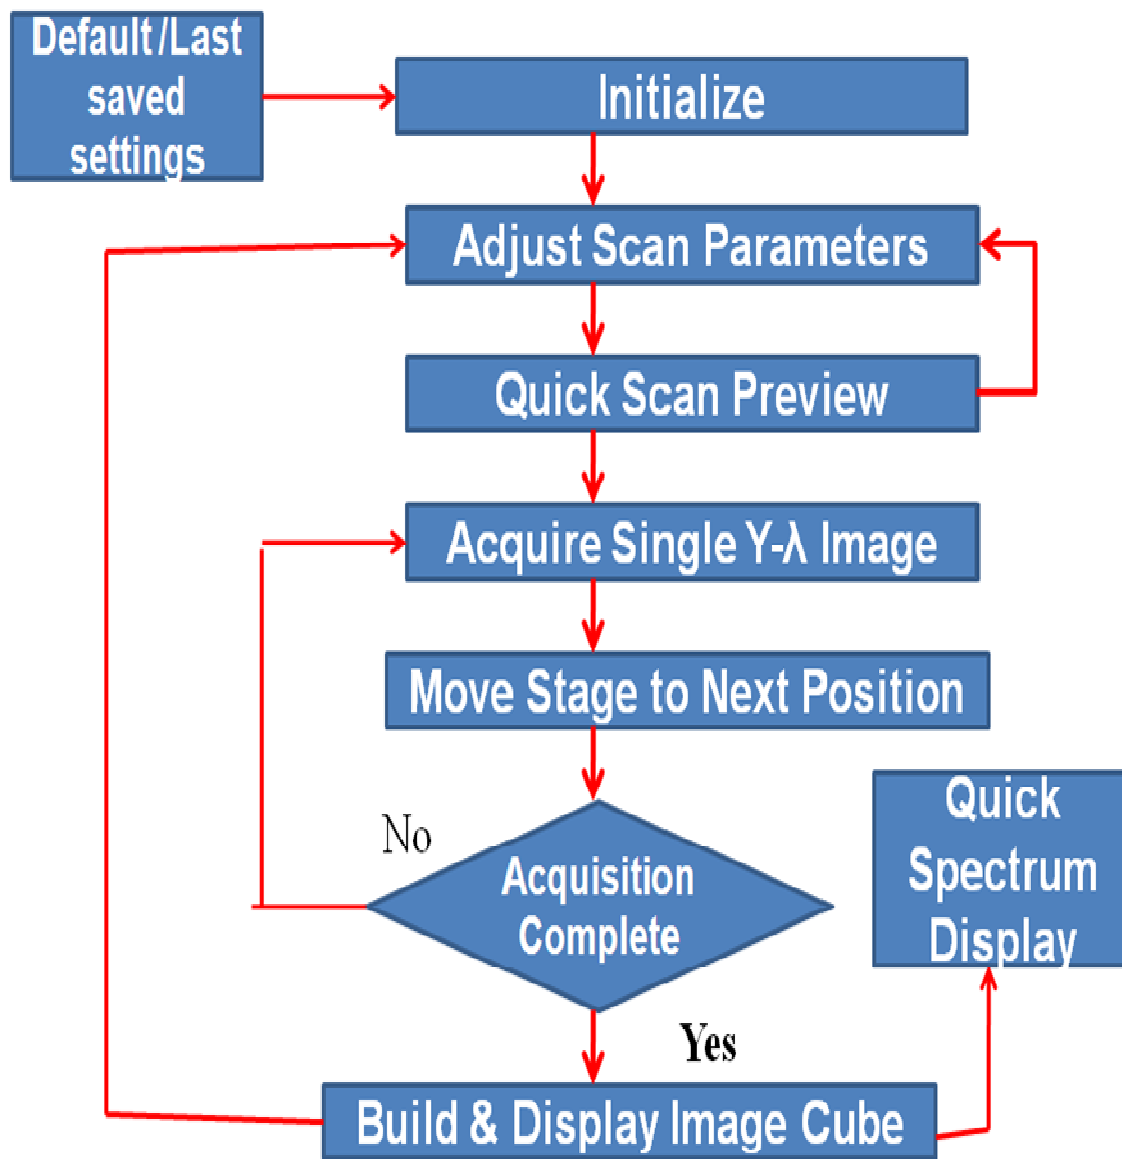 Default /Last
saved
settings
Initialize
Adjust Scan Parameters
Quick Scan Preview
Acquire Single Y-λ Image
Move Stage to Next Position
No
Acquisition
Complete
Quick
Spectrum
Display
Yes
Build & Display Image Cube